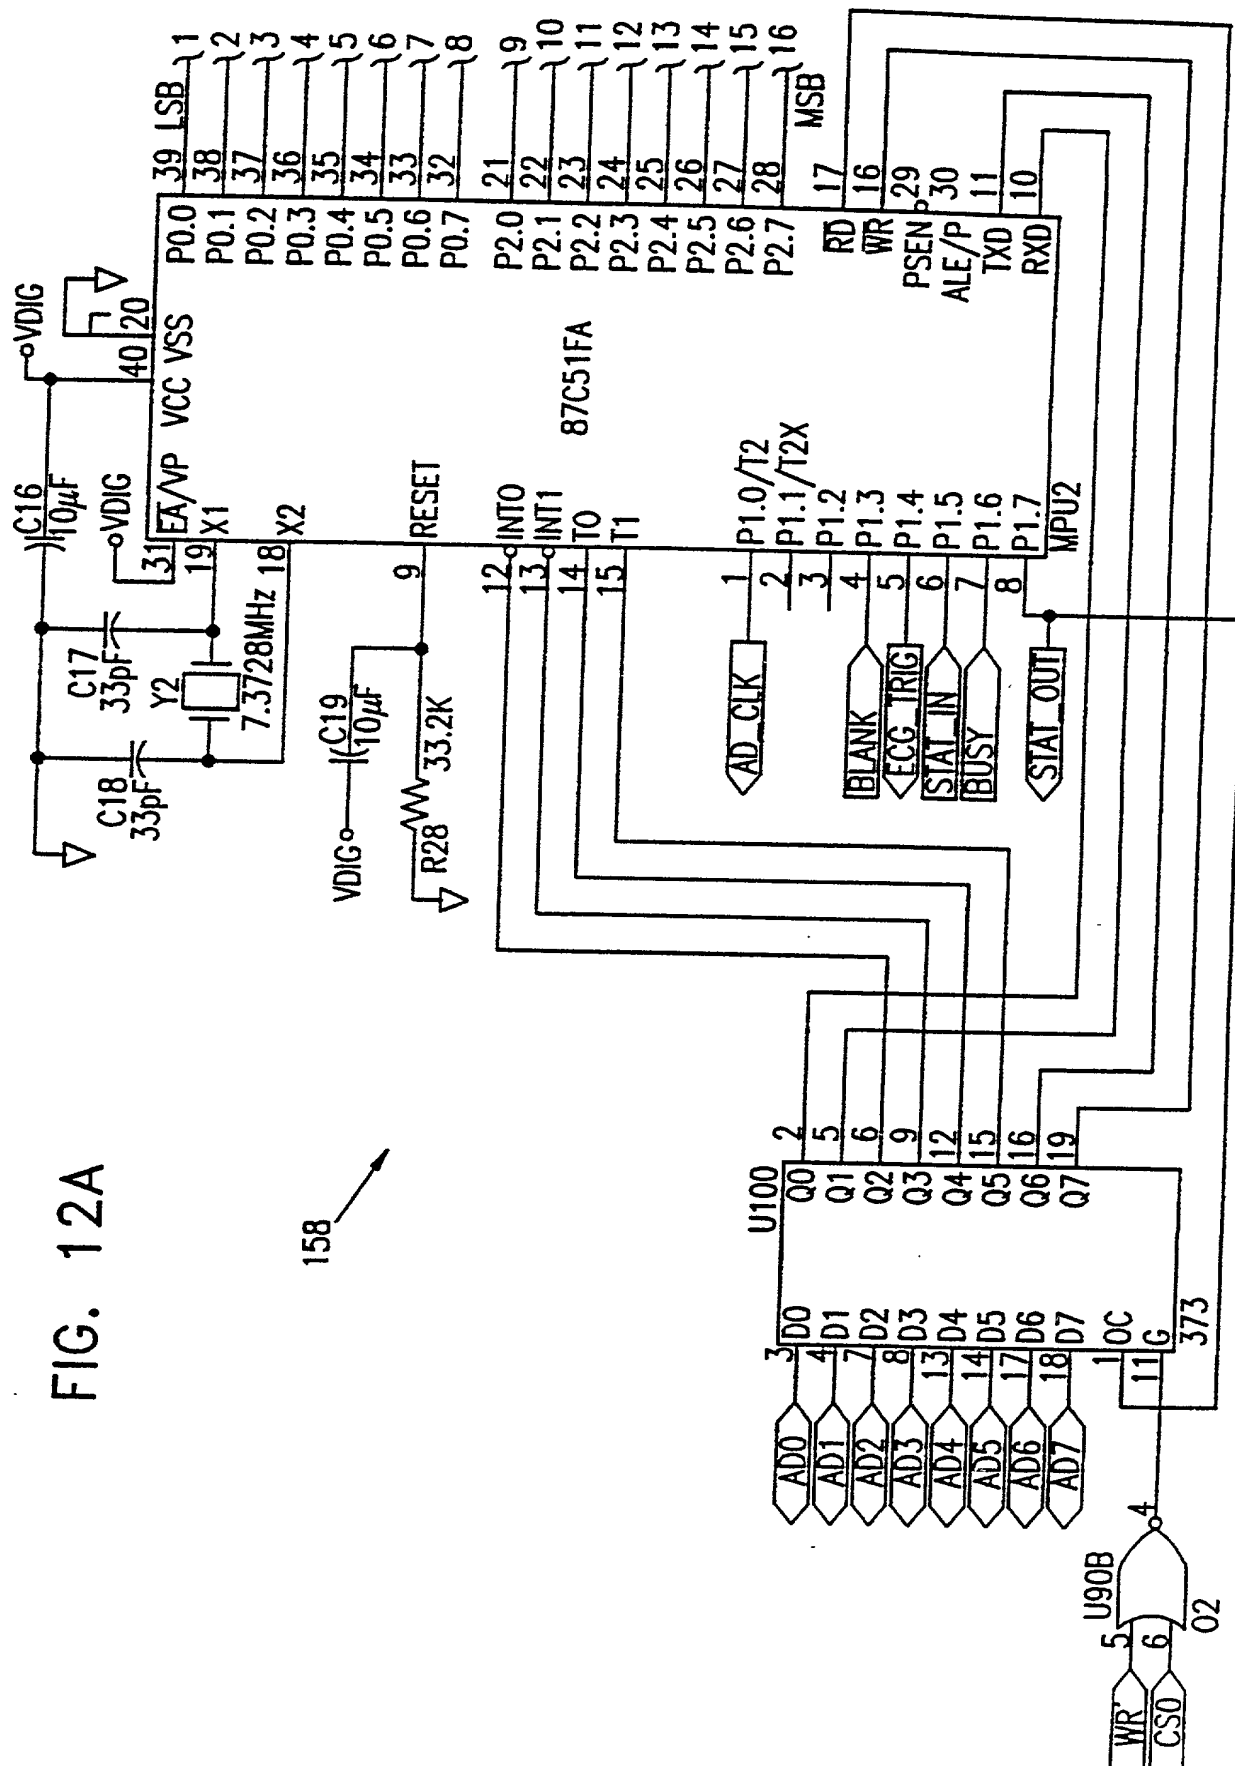 FIG. 12A
158
VDIG
C16
10µF
VDIG
C17
33pF
Y2
7.3728MHz
C18
33pF
VDIG
C19
10µF
R28
33.2K
40
20
VCC
VSS
31
EA/VP
19
X1
18
X2
9
RESET
12
INTO
13
INT1
14
TO
15
T1
1
P1.0/T2
2
P1.1/T2X
3
P1.2
4
P1.3
5
P1.4
6
P1.5
7
P1.6
8
P1.7
87C51FA
MPU2
AD_CLK
BLANK
ECG_TRIG
STAT_IN
BUSY
STAT_OUT
P0.0 39 LSB 1
P0.1 38 2
P0.2 37 3
P0.3 36 4
P0.4 35 5
P0.5 34 6
P0.6 33 7
P0.7 32 8
P2.0 21 9
P2.1 22 10
P2.2 23 11
P2.3 24 12
P2.4 25 13
P2.5 26 14
P2.6 27 15
P2.7 28 16
MSB
RD 17
WR 16
PSEN 29
ALE/P 30
TXD 11
RXD 10
U100
AD0 3 D0 Q0 2
AD1 4 D1 Q1 5
AD2 7 D2 Q2 6
AD3 8 D3 Q3 9
AD4 13 D4 Q4 12
AD5 14 D5 Q5 15
AD6 17 D6 Q6 16
AD7 18 D7 Q7 19
1 OC
11 G
373
U90B
WR' 5
CS0 6
4
02